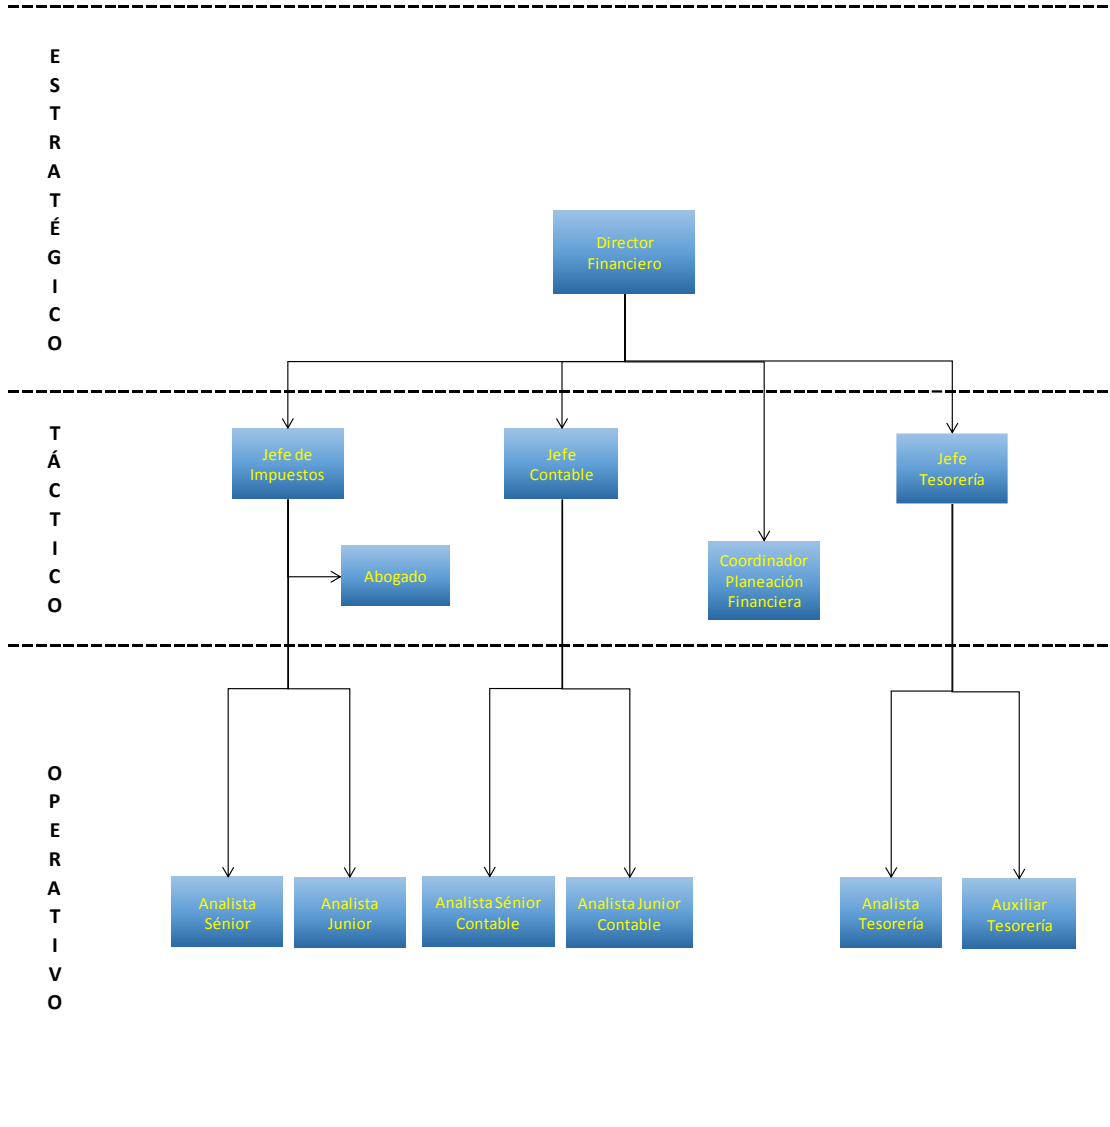 E
S
T
R
A
T
É
G
I
C
O
Director
Financiero
T
Á
C
T
I
C
O
Jefe de
Impuestos
Jefe
Contable
Jefe
Tesorería
Abogado
Coordinador
Planeación
Financiera
O
P
E
R
A
T
I
V
O
Analista
Sénior
Analista
Junior
Analista Sénior
Contable
Analista Junior
Contable
Analista
Tesorería
Auxiliar
Tesorería